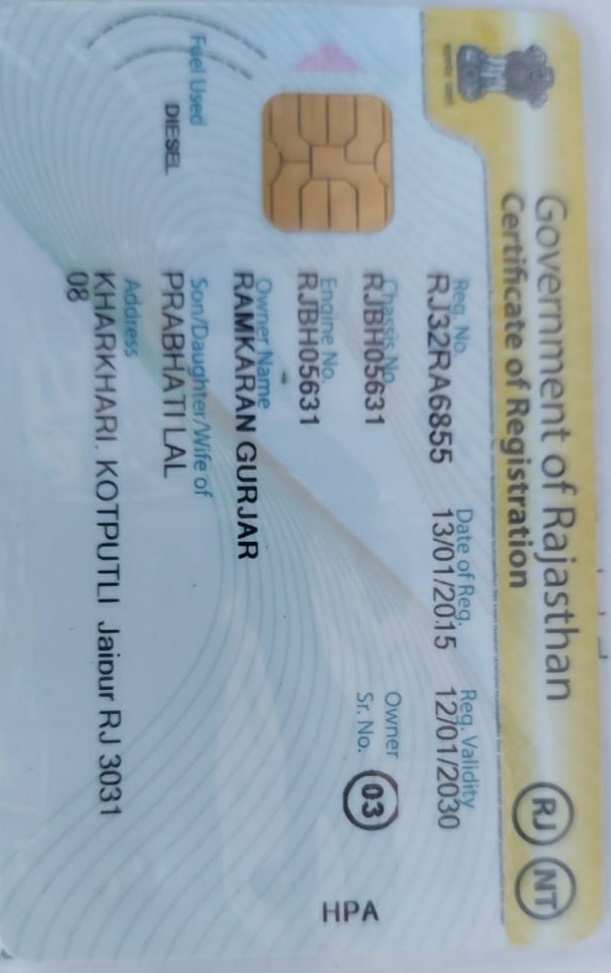 Government of Rajasthan
Certificate of Registration
RJ NT
Reg. No. Date of Reg. Reg. Validity
RJ32RA6855 13/01/2015 12/01/2030
Chassis No.
RJBH05631
Owner
Sr. No. 03
Engine No.
RJBH05631
HPA
Owner Name
RAMKARAN GURJAR
Fuel Used
DIESEL
Son/Daughter/Wife of
PRABHATI LAL
Address
KHARKHARI, KOTPUTLI Jaipur RJ 3031
08